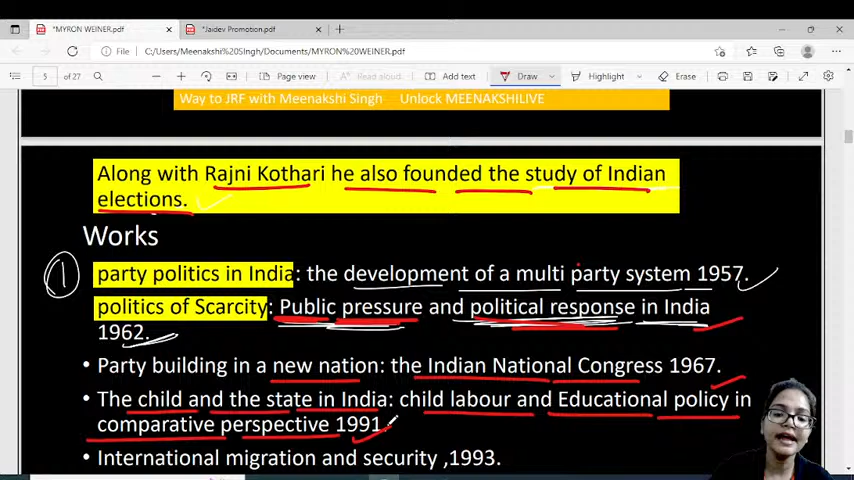 *MYRON WEINER.pdf
*Jaidev Promotion.pdf
File
C:/Users/Meenakshi%20SIngh/Documents/MYRON%20WEINER.pdf
5 of 27
Page view
Read aloud
Add text
Draw
Highlight
Erase
Way to JRF with Meenakshi Singh Unlock MEENAKSHILIVE
Along with Rajni Kothari he also founded the study of Indian
elections.
Works
1 party politics in India: the development of a multi party system 1957.
politics of Scarcity: Public pressure and political response in India
1962.
• Party building in a new nation: the Indian National Congress 1967.
• The child and the state in India: child labour and Educational policy in
comparative perspective 1991
• International migration and security ,1993.